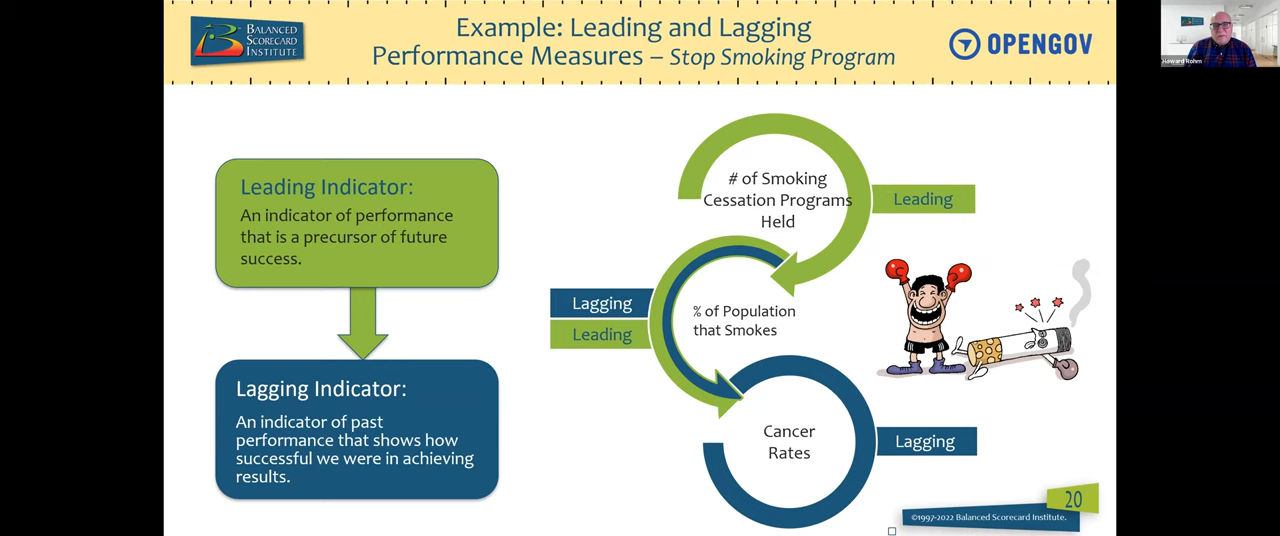 BALANCED
SCORECARD
INSTITUTE
Example: Leading and Lagging
Performance Measures – Stop Smoking Program
OPENGOV
Howard Rohm
Leading Indicator:
An indicator of performance
that is a precursor of future
success.
Lagging Indicator:
An indicator of past
performance that shows how
successful we were in achieving
results.
# of Smoking
Cessation Programs
Held
Leading
Lagging
Leading
% of Population
that Smokes
Cancer
Rates
Lagging
20
©1997-2022 Balanced Scorecard Institute.